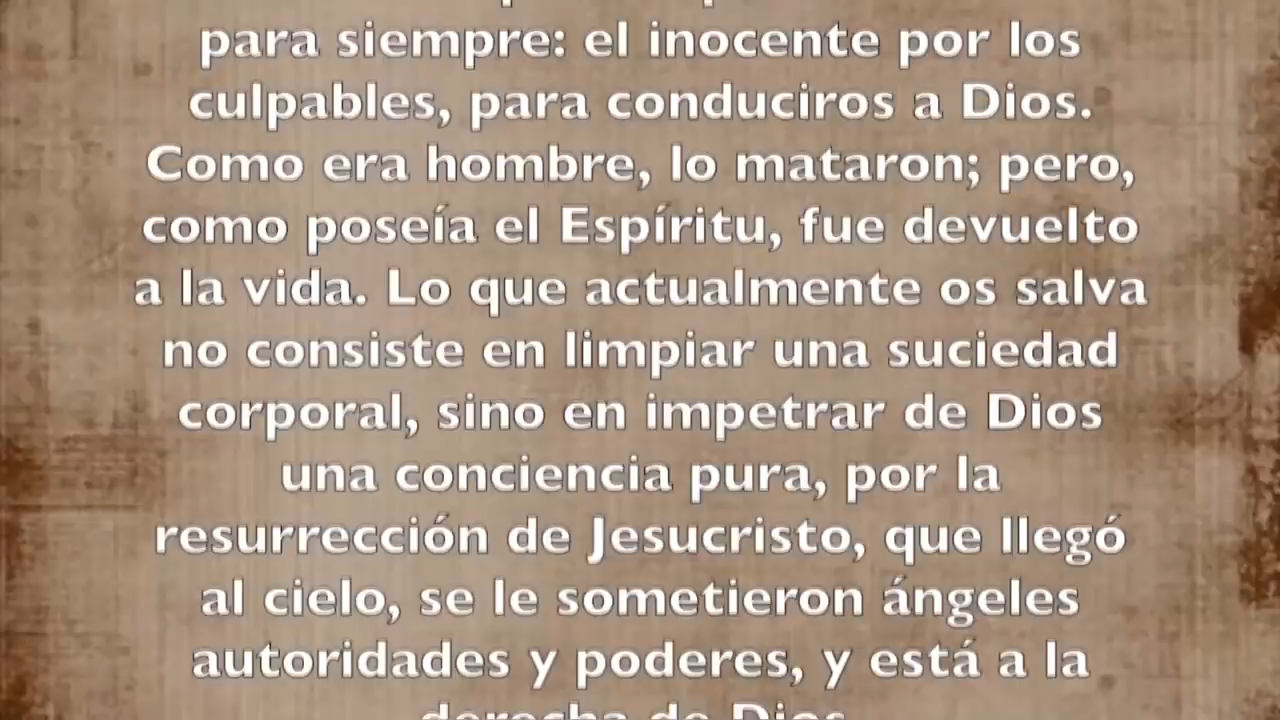 para siempre: el inocente por los
culpables, para conduciros a Dios.
Como era hombre, lo mataron; pero,
como poseía el Espíritu, fue devuelto
a la vida. Lo que actualmente os salva
no consiste en limpiar una suciedad
corporal, sino en impetrar de Dios
una conciencia pura, por la
resurrección de Jesucristo, que llegó
al cielo, se le sometieron ángeles
autoridades y poderes, y está a la
derecha de Dios.